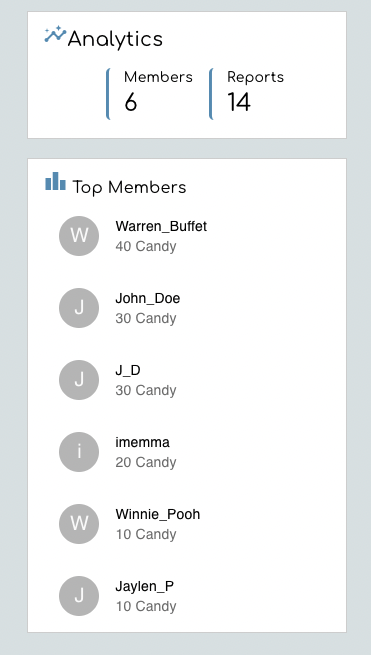 Analytics
Members Reports
6 14
Top Members
W Warren_Buffet
40 Candy
J John_Doe
30 Candy
J J_D
30 Candy
i imemma
20 Candy
W Winnie_Pooh
10 Candy
J Jaylen_P
10 Candy